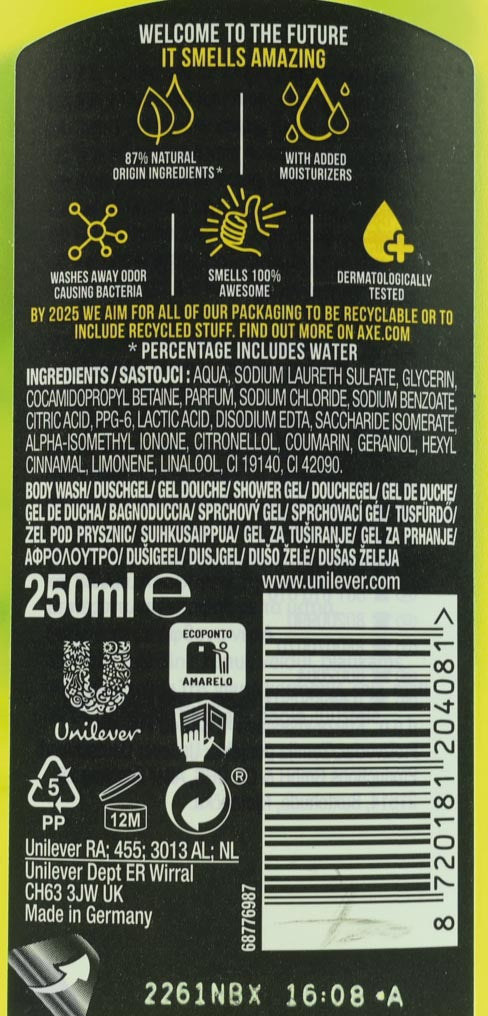 WELCOME TO THE FUTURE
IT SMELLS AMAZING
87% NATURAL
ORIGIN INGREDIENTS*
WITH ADDED
MOISTURIZERS
WASHES AWAY ODOR
CAUSING BACTERIA
SMELLS 100%
AWESOME
DERMATOLOGICALLY
TESTED
BY 2025 WE AIM FOR ALL OF OUR PACKAGING TO BE RECYCLABLE OR TO
INCLUDE RECYCLED STUFF. FIND OUT MORE ON AXE.COM
* PERCENTAGE INCLUDES WATER
INGREDIENTS / SASTOJCI : AQUA, SODIUM LAURETH SULFATE, GLYCERIN,
COCAMIDOPROPYL BETAINE, PARFUM, SODIUM CHLORIDE, SODIUM BENZOATE,
CITRIC ACID, PPG-6, LACTIC ACID, DISODIUM EDTA, SACCHARIDE ISOMERATE,
ALPHA-ISOMETHYL IONONE, CITRONELLOL, COUMARIN, GERANIOL, HEXYL
CINNAMAL, LIMONENE, LINALOOL, CI 19140, CI 42090.
BODY WASH/ DUSCHGEL/ GEL DOUCHE/ SHOWER GEL/ DOUCHEGEL/ GEL DE DUCHE/
GEL DE DUCHA/ BAGNODUCCIA/ SPRCHOVÝ GEL/ SPRCHOVACÍ GÉL/ TUSFÜRDŐ/
ŻEL POD PRYSZNIC/ SUIHKUSAIPPUA/ GEL ZA TUŠIRANJE/ GEL ZA PRHANJE/
ΑΦΡΟΛΟΥΤΡΟ/ DUŠIGEEL/ DUSJGEL/ DUŠO ŽELĖ/ DUŠAS ŽELEJA
250ml e
www.unilever.com
ECOPONTO
AMARELO
Unilever
5
PP
12M
®
Unilever RA; 455; 3013 AL; NL
Unilever Dept ER Wirral
CH63 3JW UK
Made in Germany
68776987
8 720181 204081 >
2261NBX 16:08 •A